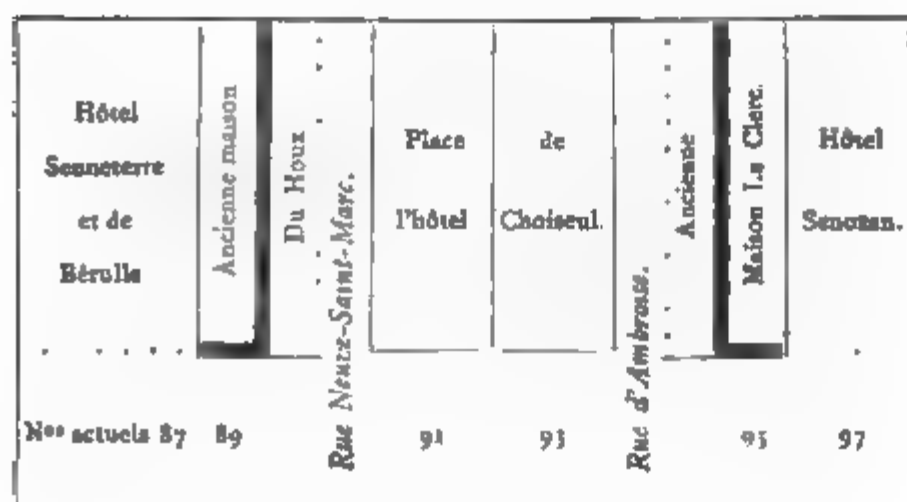 Hôtel
Senneterre
et de
Bérulle
Ancienne maison
Du Houx
Rue Neuve-Saint-Marc.
Place
l'hôtel
de
Choiseul.
Rue d'Amboise.
Ancienne
Maison Le Clerc.
Hôtel
Senozan.
Nos actuels 87 89 91 93 95 97